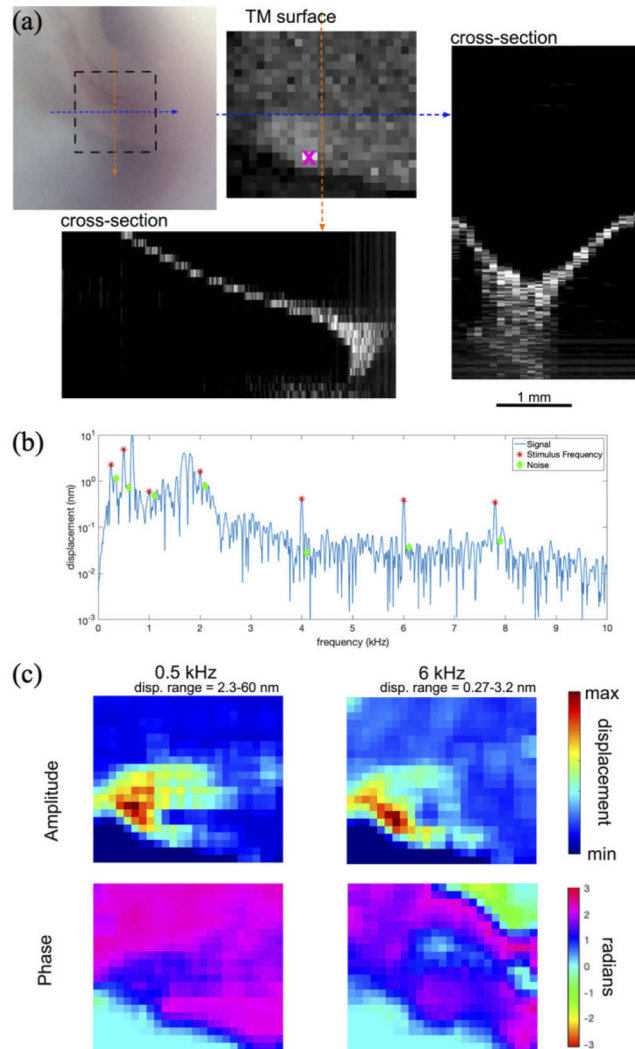 (a)
TM surface
cross-section
cross-section
1 mm
(b)
displacement (nm)
10¹
10⁰
10⁻¹
10⁻²
10⁻³
0 1 2 3 4 5 6 7 8 9 10
frequency (kHz)
Signal
Stimulus Frequency
Noise
(c)
0.5 kHz
disp. range = 2.3-60 nm
6 kHz
disp. range = 0.27-3.2 nm
Amplitude
max
displacement
min
Phase
3
2
1
0
-1
-2
-3
radians